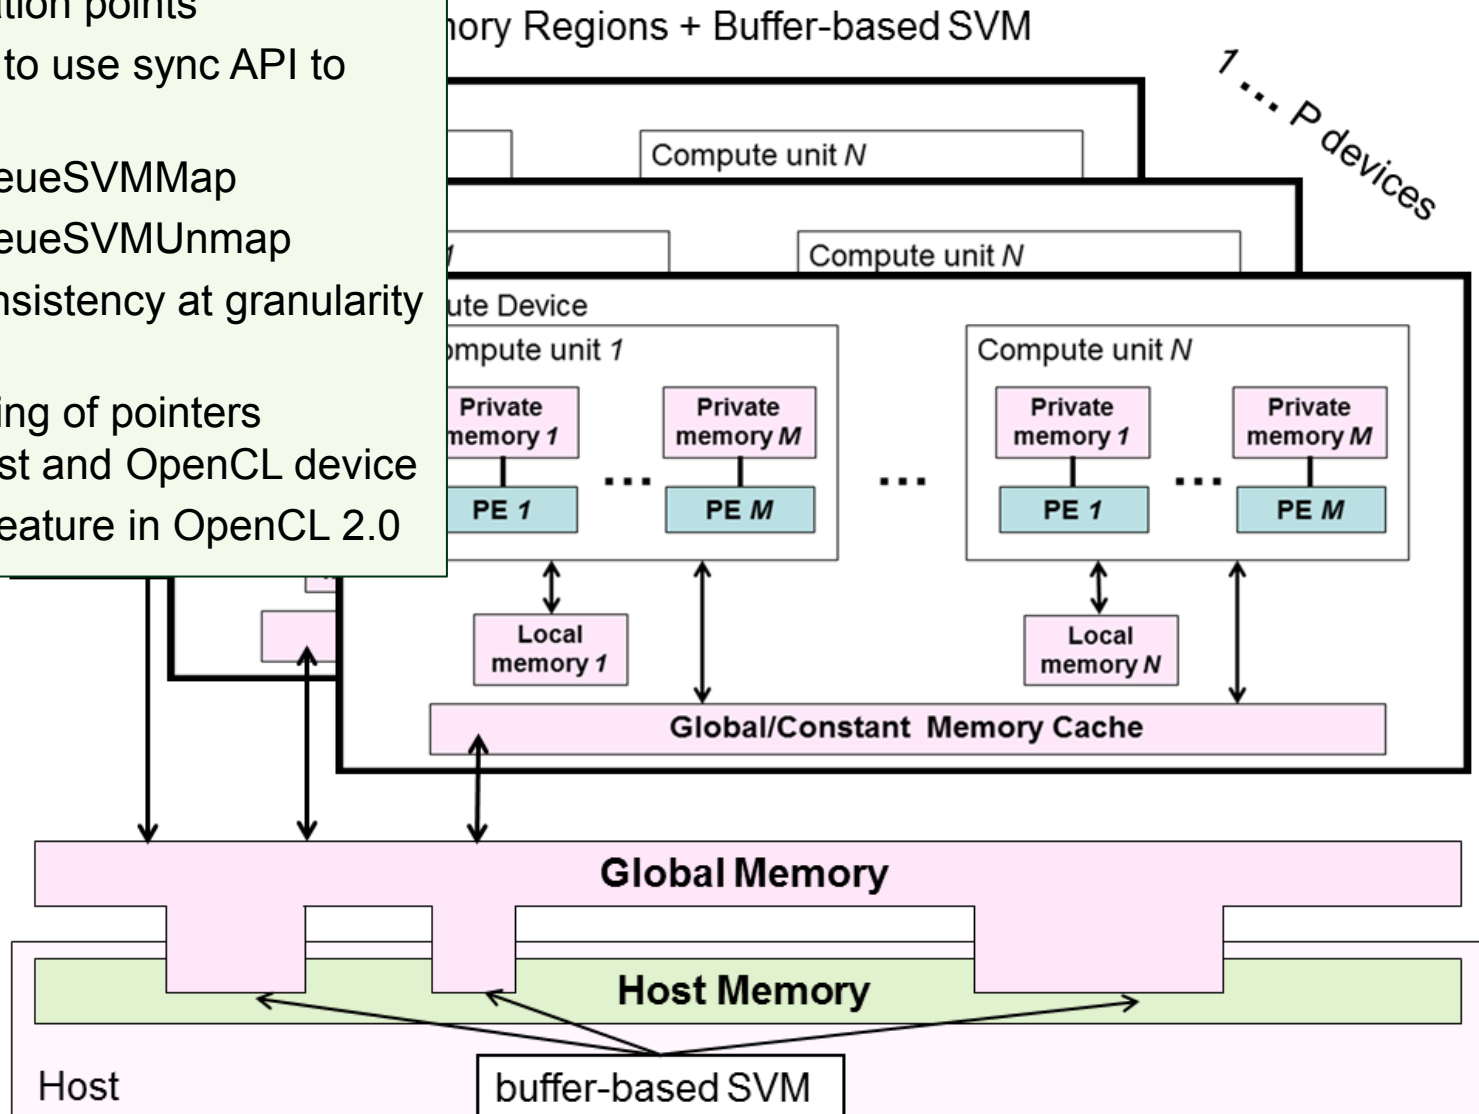 ation points
to use sync API to
eueSVMMap
eueSVMUnmap
nsistency at granularity
ing of pointers
st and OpenCL device
eature in OpenCL 2.0
ory Regions + Buffer-based SVM
1 ... P devices
Compute unit N
1
Compute unit N
ute Device
ompute unit 1
Compute unit N
Private
memory 1
Private
memory M
Private
memory 1
Private
memory M
...
...
...
PE 1
PE M
PE 1
PE M
Local
memory 1
Local
memory N
Global/Constant Memory Cache
Global Memory
Host Memory
Host
buffer-based SVM